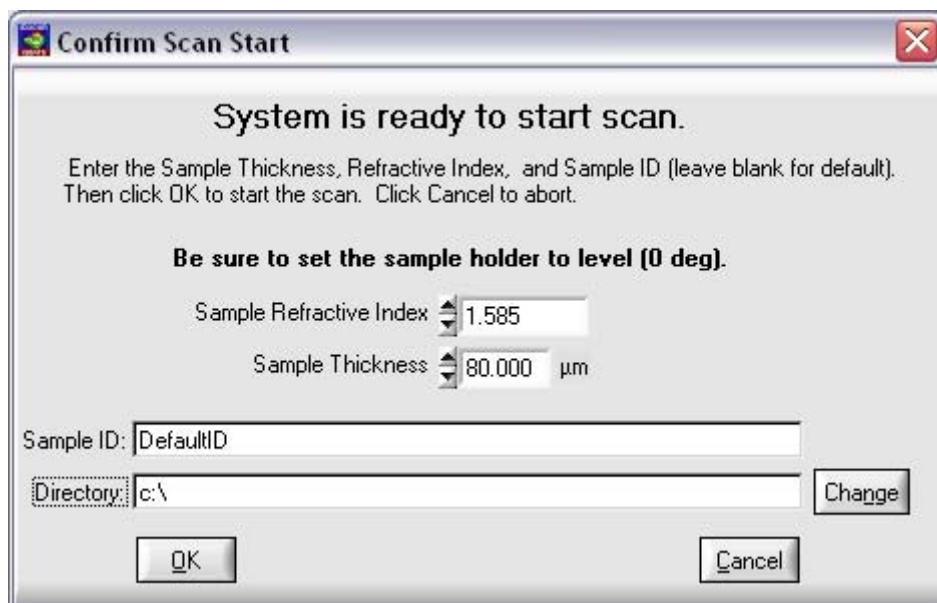 Confirm Scan Start
System is ready to start scan.
Enter the Sample Thickness, Refractive Index, and Sample ID (leave blank for default).
Then click OK to start the scan. Click Cancel to abort.
Be sure to set the sample holder to level (0 deg).
Sample Refractive Index 1.585
Sample Thickness 80.000 µm
Sample ID: DefaultID
Directory: c:\ Change
OK Cancel